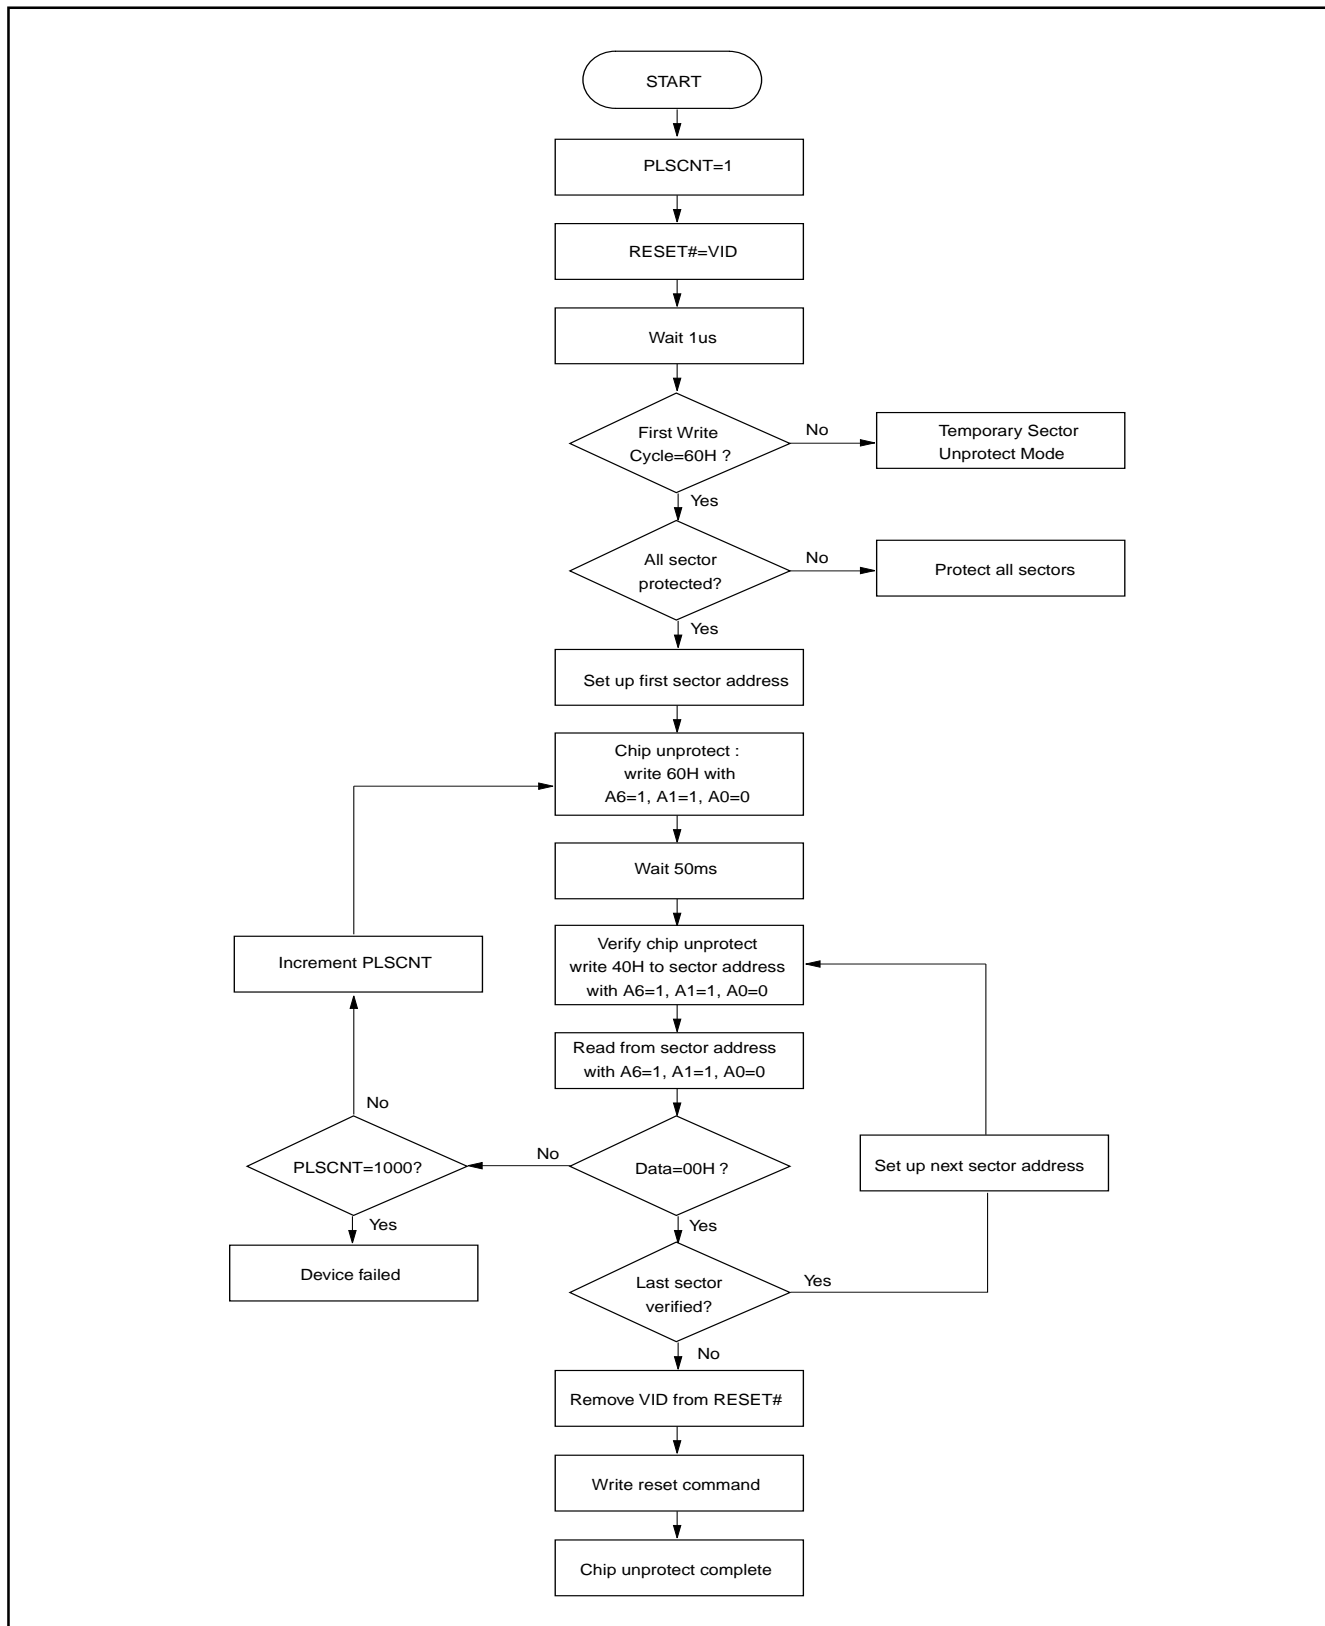 START
PLSCNT=1
RESET#=VID
Wait 1us
First Write
Cycle=60H ?
No
Temporary Sector
Unprotect Mode
Yes
All sector
protected?
No
Protect all sectors
Yes
Set up first sector address
Chip unprotect :
write 60H with
A6=1, A1=1, A0=0
Wait 50ms
Increment PLSCNT
Verify chip unprotect
write 40H to sector address
with A6=1, A1=1, A0=0
Read from sector address
with A6=1, A1=1, A0=0
No
PLSCNT=1000?
No
Data=00H ?
Set up next sector address
Yes
Yes
Device failed
Last sector
verified?
Yes
No
Remove VID from RESET#
Write reset command
Chip unprotect complete